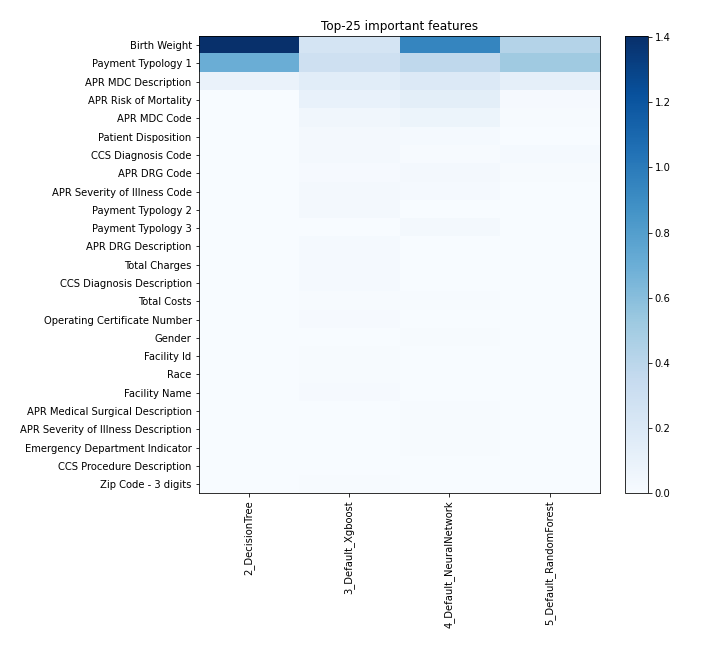 Top-25 important features
Birth Weight
Payment Typology 1
APR MDC Description
APR Risk of Mortality
APR MDC Code
Patient Disposition
CCS Diagnosis Code
APR DRG Code
APR Severity of Illness Code
Payment Typology 2
Payment Typology 3
APR DRG Description
Total Charges
CCS Diagnosis Description
Total Costs
Operating Certificate Number
Gender
Facility Id
Race
Facility Name
APR Medical Surgical Description
APR Severity of Illness Description
Emergency Department Indicator
CCS Procedure Description
Zip Code - 3 digits
2_DecisionTree
3_Default_Xgboost
4_Default_NeuralNetwork
5_Default_RandomForest
1.4
1.2
1.0
0.8
0.6
0.4
0.2
0.0